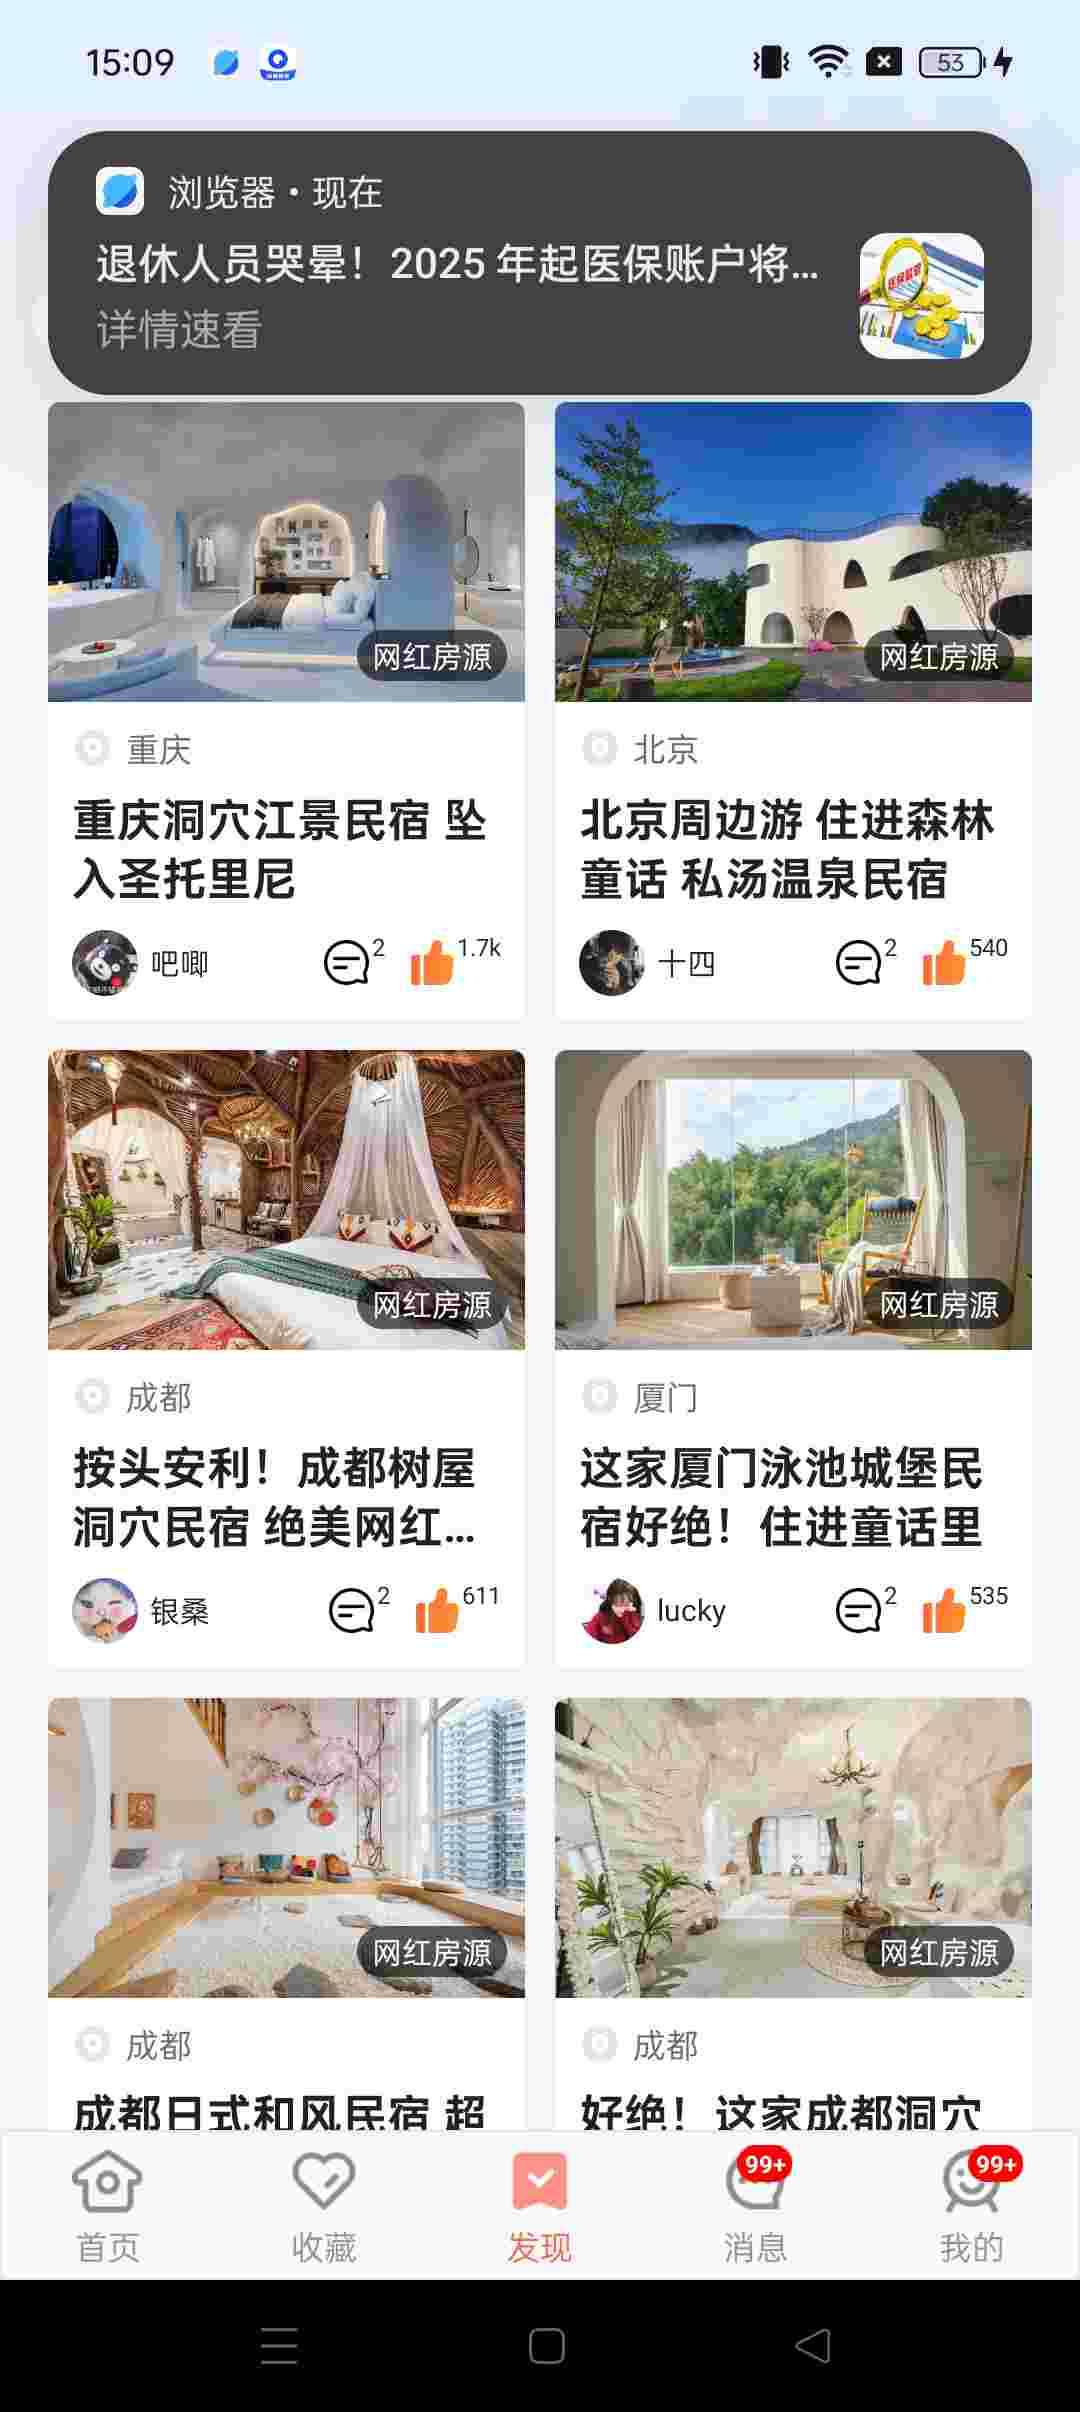 15:09
53
浏览器·现在
退休人员哭晕！2025 年起医保账户将...
详情速看
医保监管
网红房源
网红房源
重庆
北京
重庆洞穴江景民宿 坠
入圣托里尼
北京周边游 住进森林
童话 私汤温泉民宿
吧唧 2 1.7k
十四 2 540
网红房源
网红房源
成都
厦门
按头安利！成都树屋
洞穴民宿 绝美网红...
这家厦门泳池城堡民
宿好绝！住进童话里
银桑 2 611
lucky 2 535
网红房源
网红房源
成都
成都
成都日式和风民宿 超
好绝！这家成都洞穴
99+
99+
首页 收藏 发现 消息 我的